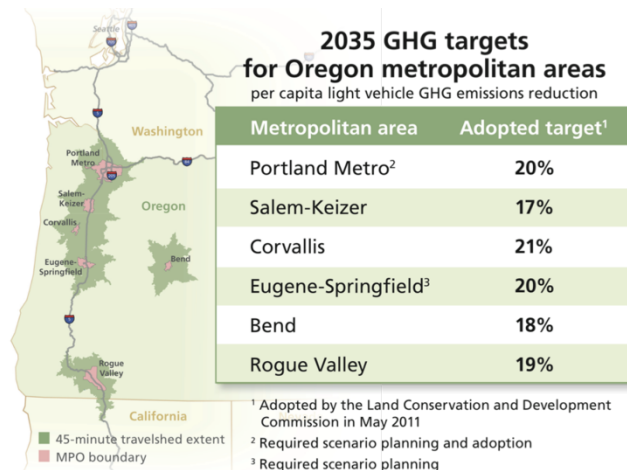 Seattle
2035 GHG targets
for Oregon metropolitan areas
per capita light vehicle GHG emissions reduction
Metropolitan area Adopted target¹
Portland Metro² 20%
Salem-Keizer 17%
Corvallis 21%
Eugene-Springfield³ 20%
Bend 18%
Rogue Valley 19%
¹ Adopted by the Land Conservation and Development
Commission in May 2011
² Required scenario planning and adoption
³ Required scenario planning
Washington
Portland
Metro
Salem-
Keizer
Oregon
Corvallis
Eugene-
Springfield
Bend
Rogue
Valley
California
45-minute travelshed extent
MPO boundary